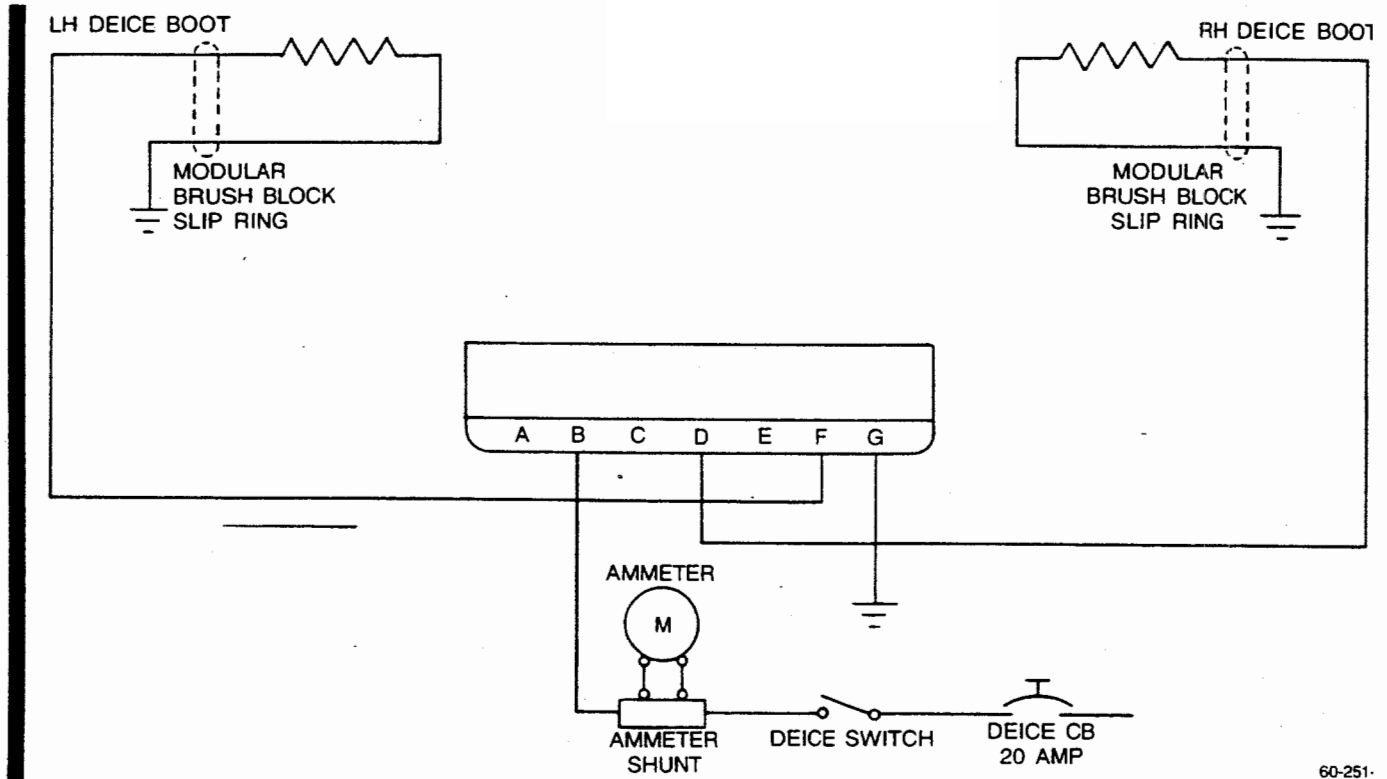 LH DEICE BOOT
RH DEICE BOOT
MODULAR
BRUSH BLOCK
SLIP RING
MODULAR
BRUSH BLOCK
SLIP RING
A B C D E F G
AMMETER
M
AMMETER
SHUNT
DEICE SWITCH
DEICE CB
20 AMP
60-251-